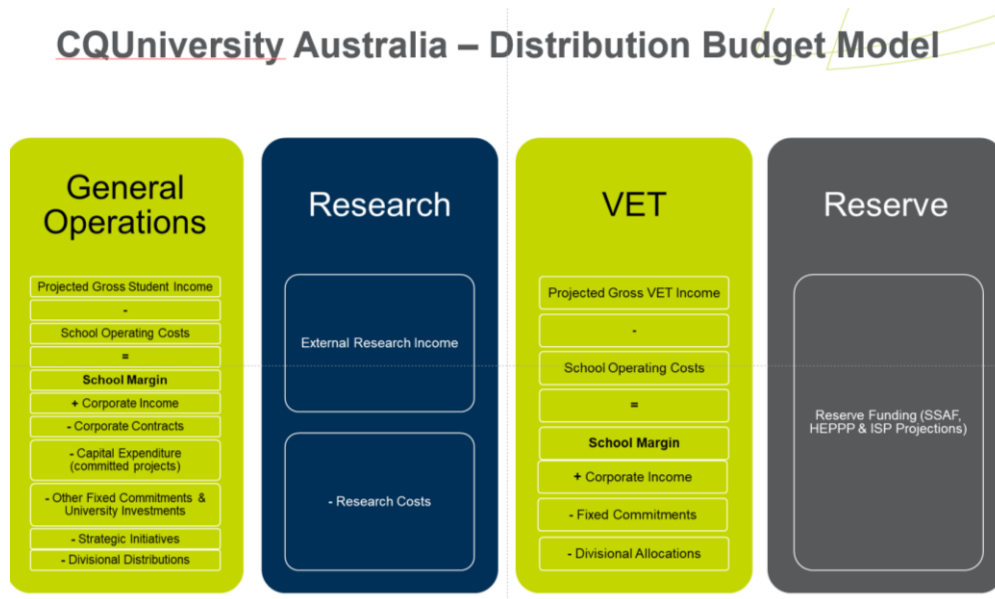 CQUniversity Australia – Distribution Budget Model
General
Operations
Projected Gross Student Income
-
School Operating Costs
=
School Margin
+ Corporate Income
- Corporate Contracts
- Capital Expenditure
(committed projects)
- Other Fixed Commitments &
University Investments
- Strategic Initiatives
- Divisional Distributions
Research
External Research Income
- Research Costs
VET
Projected Gross VET Income
-
School Operating Costs
=
School Margin
+ Corporate Income
- Fixed Commitments
- Divisional Allocations
Reserve
Reserve Funding (SSAF,
HEPPP & ISP Projections)